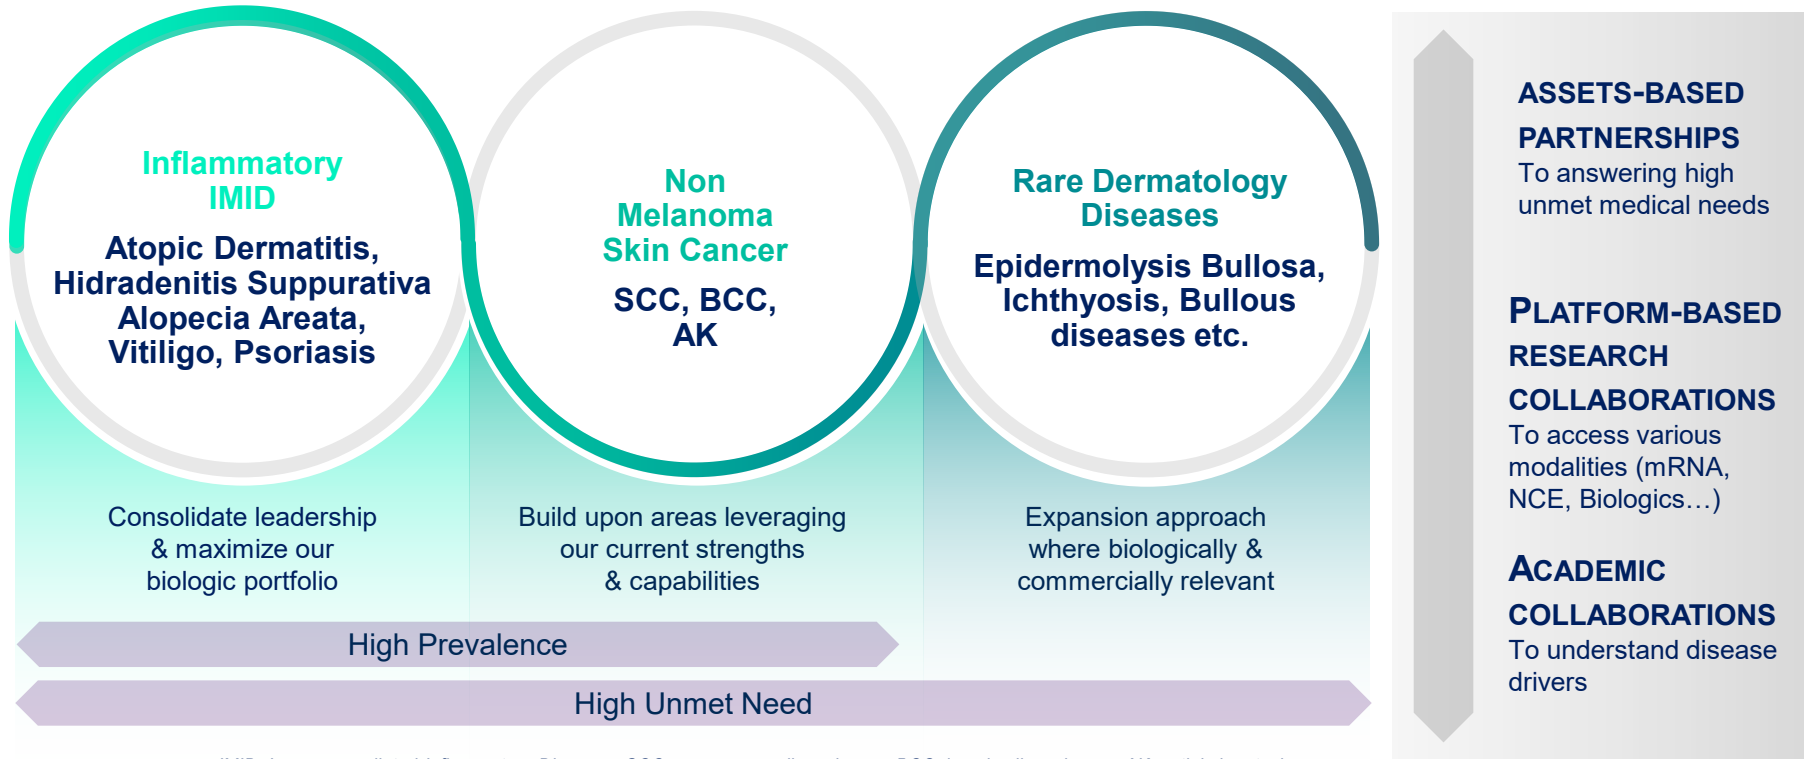 Inflammatory
IMID
Atopic Dermatitis,
Hidradenitis Suppurativa
Alopecia Areata,
Vitiligo, Psoriasis
Consolidate leadership
& maximize our
biologic portfolio
Non
Melanoma
Skin Cancer
SCC, BCC,
AK
Build upon areas leveraging
our current strengths
& capabilities
Rare Dermatology
Diseases
Epidermolysis Bullosa,
Ichthyosis, Bullous
diseases etc.
Expansion approach
where biologically &
commercially relevant
High Prevalence
High Unmet Need
ASSETS-BASED
PARTNERSHIPS
To answering high
unmet medical needs
PLATFORM-BASED
RESEARCH
COLLABORATIONS
To access various
modalities (mRNA,
NCE, Biologics…)
ACADEMIC
COLLABORATIONS
To understand disease
drivers